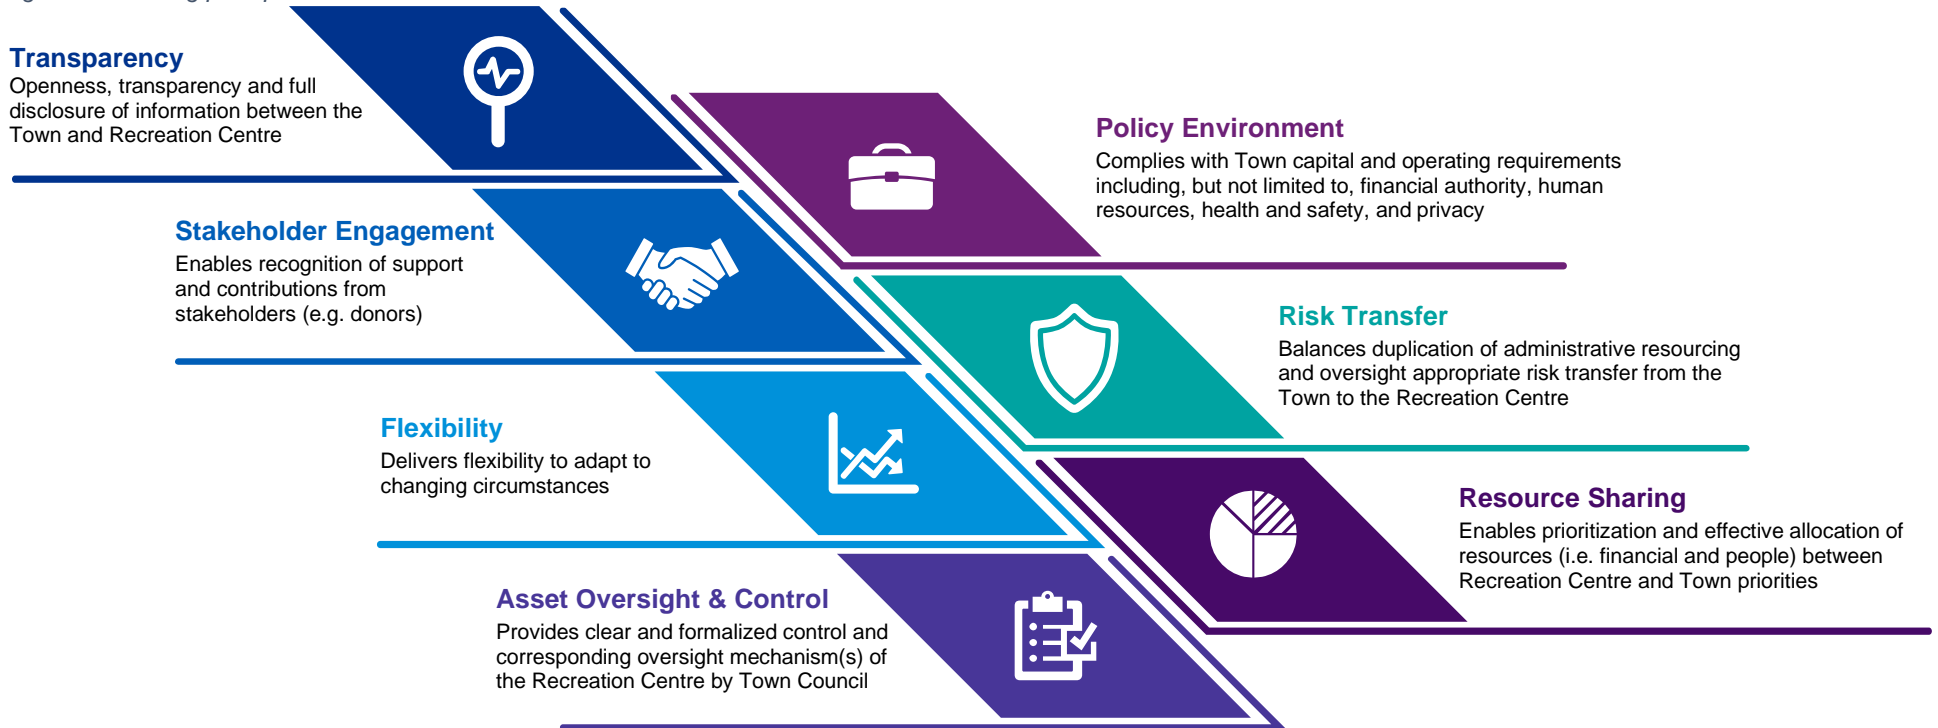 Transparency
Openness, transparency and full
disclosure of information between the
Town and Recreation Centre
Policy Environment
Complies with Town capital and operating requirements
including, but not limited to, financial authority, human
resources, health and safety, and privacy
Stakeholder Engagement
Enables recognition of support
and contributions from
stakeholders (e.g. donors)
Risk Transfer
Balances duplication of administrative resourcing
and oversight appropriate risk transfer from the
Town to the Recreation Centre
Flexibility
Delivers flexibility to adapt to
changing circumstances
Resource Sharing
Enables prioritization and effective allocation of
resources (i.e. financial and people) between
Recreation Centre and Town priorities
Asset Oversight & Control
Provides clear and formalized control and
corresponding oversight mechanism(s) of
the Recreation Centre by Town Council